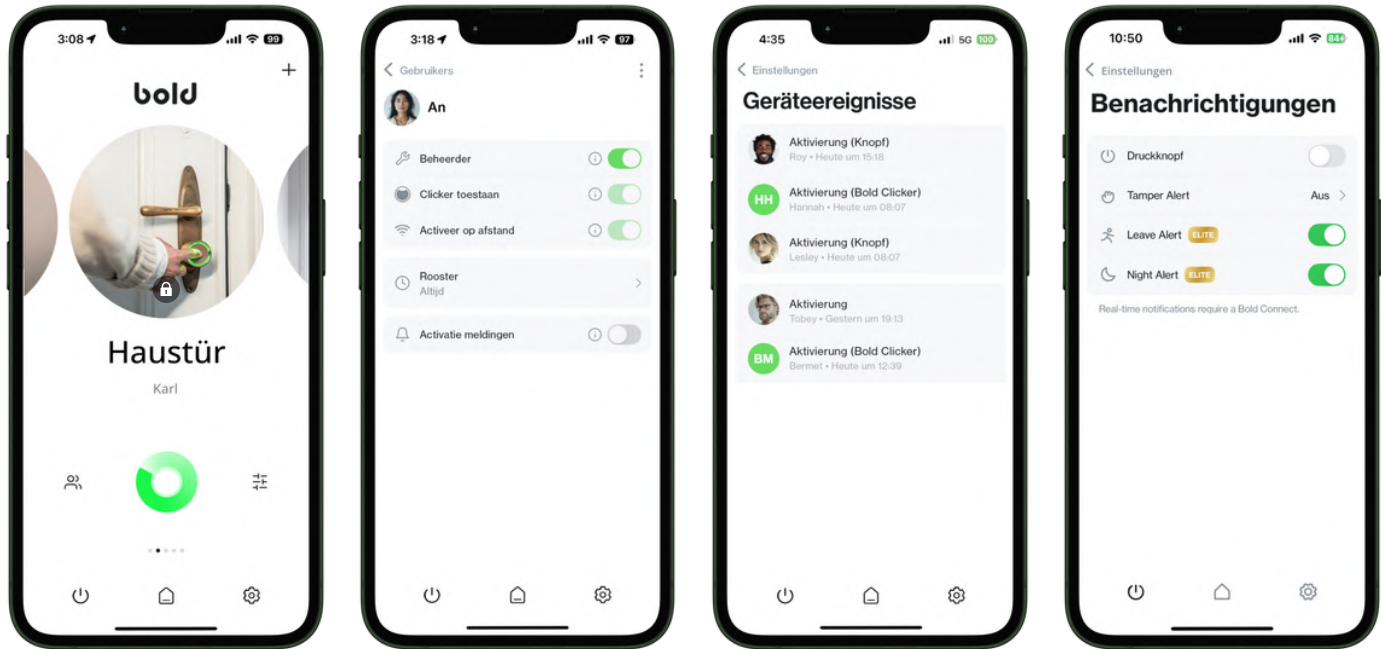 3:08
99
bold
Haustür
Karl
3:18
97
Gebruikers
An
Beheerder
Clicker toestaan
Activeer op afstand
Rooster
Altijd
Activatie meldingen
4:35
5G
100
Einstellungen
Geräteereignisse
Aktivierung (Knopf)
Roy • Heute um 15:18
HH
Aktivierung (Bold Clicker)
Hannah • Heute um 08:07
Aktivierung (Knopf)
Lesley • Heute um 08:07
Aktivierung
Tobey • Gestern um 19:13
BM
Aktivierung (Bold Clicker)
Bermet • Heute um 12:39
10:50
84
Einstellungen
Benachrichtigungen
Druckknopf
Tamper Alert Aus
Leave Alert ELITE
Night Alert ELITE
Real-time notifications require a Bold Connect.